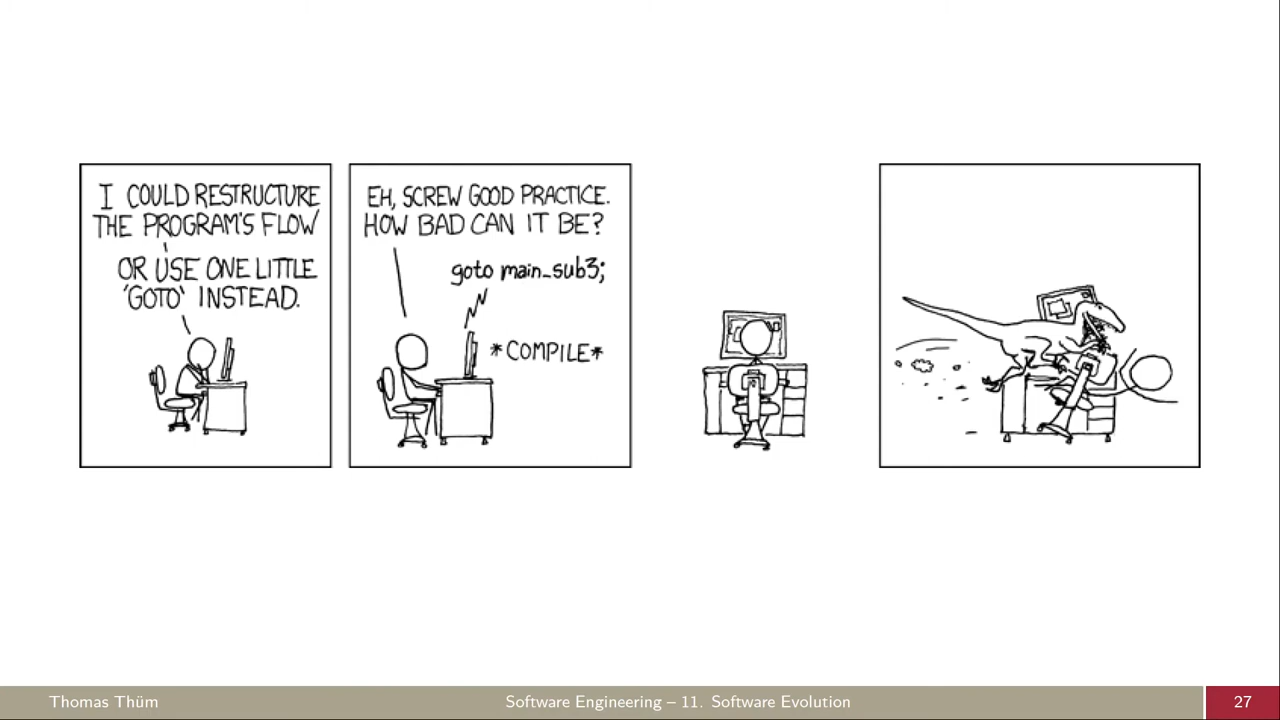 I COULD RESTRUCTURE
THE PROGRAM'S FLOW
OR USE ONE LITTLE
'GOTO' INSTEAD.
EH, SCREW GOOD PRACTICE.
HOW BAD CAN IT BE?
goto main_sub3;
*COMPILE*
Thomas Thüm
Software Engineering – 11. Software Evolution
27